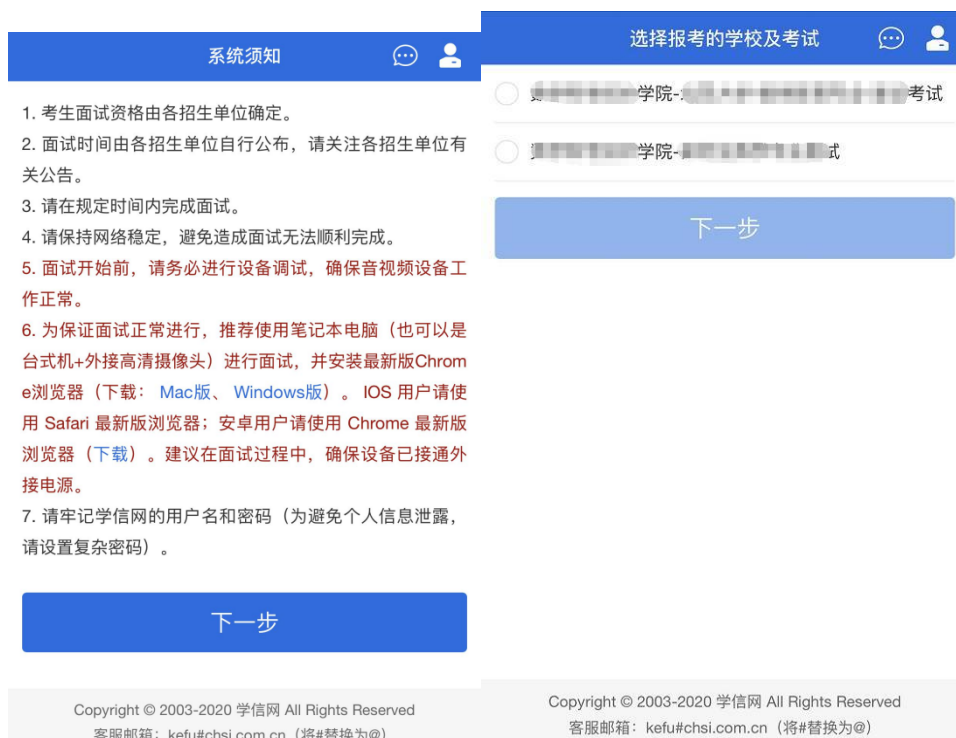 系统须知
1. 考生面试资格由各招生单位确定。
2. 面试时间由各招生单位自行公布，请关注各招生单位有
关公告。
3. 请在规定时间内完成面试。
4. 请保持网络稳定，避免造成面试无法顺利完成。
5. 面试开始前，请务必进行设备调试，确保音视频设备工
作正常。
6. 为保证面试正常进行，推荐使用笔记本电脑（也可以是
台式机+外接高清摄像头）进行面试，并安装最新版Chrom
e浏览器（下载： Mac版、 Windows版）。 IOS 用户请使
用 Safari 最新版浏览器；安卓用户请使用 Chrome 最新版
浏览器（下载）。建议在面试过程中，确保设备已接通外
接电源。
7. 请牢记学信网的用户名和密码（为避免个人信息泄露，
请设置复杂密码）。
下一步
Copyright © 2003-2020 学信网 All Rights Reserved
客服邮箱：kefu#chsi.com.cn（将#替换为@）
选择报考的学校及考试
学院-考试
学院-试
下一步
Copyright © 2003-2020 学信网 All Rights Reserved
客服邮箱：kefu#chsi.com.cn（将#替换为@）